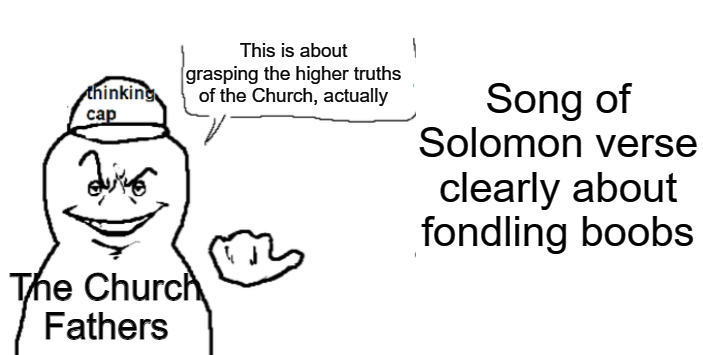 This is about
grasping the higher truths
of the Church, actually
thinking
cap
Song of
Solomon verse
clearly about
fondling boobs
The Church
Fathers